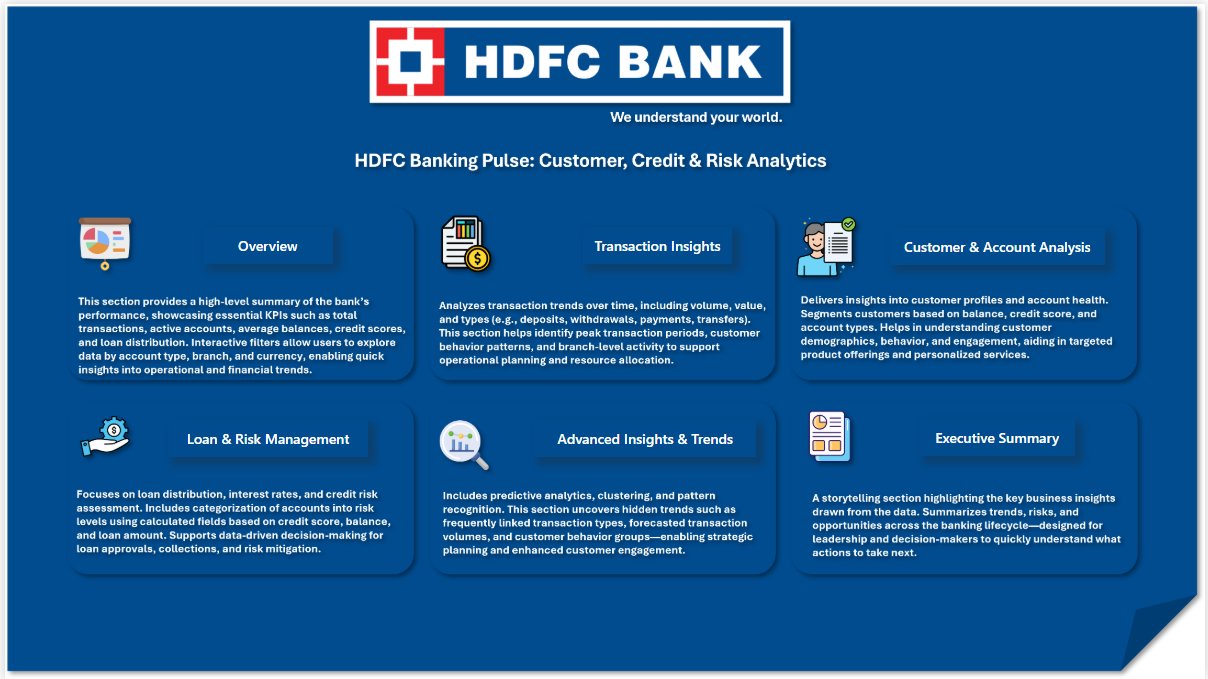 HDFC BANK
We understand your world.
HDFC Banking Pulse: Customer, Credit & Risk Analytics
Overview
This section provides a high-level summary of the bank's
performance, showcasing essential KPIs such as total
transactions, active accounts, average balances, credit scores,
and loan distribution. Interactive filters allow users to explore
data by account type, branch, and currency, enabling quick
insights into operational and financial trends.
Transaction Insights
Analyzes transaction trends over time, including volume, value,
and types (e.g., deposits, withdrawals, payments, transfers).
This section helps identify peak transaction periods, customer
behavior patterns, and branch-level activity to support
operational planning and resource allocation.
Customer & Account Analysis
Delivers insights into customer profiles and account health.
Segments customers based on balance, credit score, and
account types. Helps in understanding customer
demographics, behavior, and engagement, aiding in targeted
product offerings and personalized services.
Loan & Risk Management
Focuses on loan distribution, interest rates, and credit risk
assessment. Includes categorization of accounts into risk
levels using calculated fields based on credit score, balance,
and loan amount. Supports data-driven decision-making for
loan approvals, collections, and risk mitigation.
Advanced Insights & Trends
Includes predictive analytics, clustering, and pattern
recognition. This section uncovers hidden trends such as
frequently linked transaction types, forecasted transaction
volumes, and customer behavior groups—enabling strategic
planning and enhanced customer engagement.
Executive Summary
A storytelling section highlighting the key business insights
drawn from the data. Summarizes trends, risks, and
opportunities across the banking lifecycle—designed for
leadership and decision-makers to quickly understand what
actions to take next.